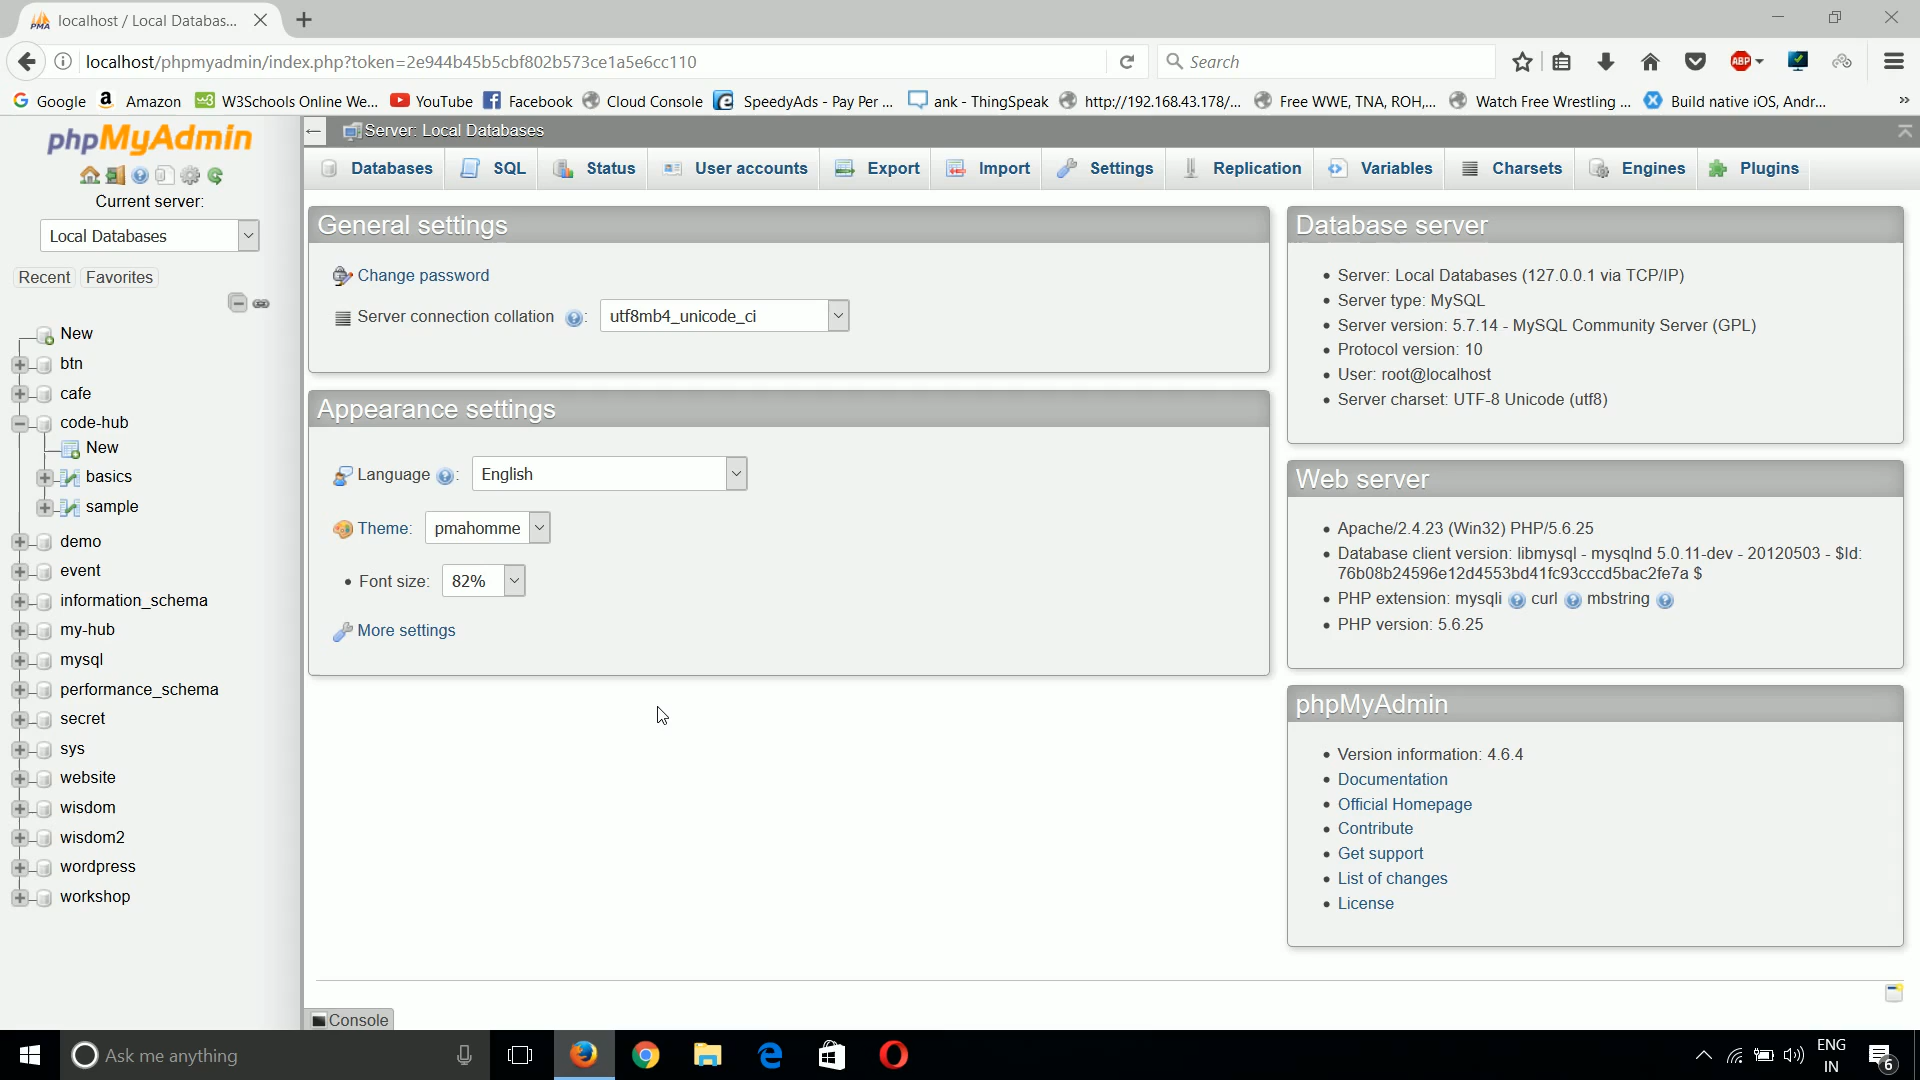 localhost / Local Databas...
localhost/phpmyadmin/index.php?token=2e944b45b5cbf802b573ce1a5e6cc110
Search
ABP
Google
Amazon
W3Schools Online We...
YouTube
Facebook
Cloud Console
SpeedyAds - Pay Per ...
ank - ThingSpeak
http://192.168.43.178/...
Free WWE, TNA, ROH,...
Watch Free Wrestling ...
Build native iOS, Andr...
phpMyAdmin
Current server:
Local Databases
Recent
Favorites
New
btn
cafe
code-hub
New
basics
sample
demo
event
information_schema
my-hub
mysql
performance_schema
secret
sys
website
wisdom
wisdom2
wordpress
workshop
Server: Local Databases
Databases
SQL
Status
User accounts
Export
Import
Settings
Replication
Variables
Charsets
Engines
Plugins
General settings
Change password
Server connection collation :
utf8mb4_unicode_ci
Appearance settings
Language :
English
Theme:
pmahomme
Font size:
82%
More settings
Database server
Server: Local Databases (127.0.0.1 via TCP/IP)
Server type: MySQL
Server version: 5.7.14 - MySQL Community Server (GPL)
Protocol version: 10
User: root@localhost
Server charset: UTF-8 Unicode (utf8)
Web server
Apache/2.4.23 (Win32) PHP/5.6.25
Database client version: libmysql - mysqlnd 5.0.11-dev - 20120503 - $Id:
76b08b24596e12d4553bd41fc93cccd5bac2fe7a $
PHP extension: mysqli curl mbstring
PHP version: 5.6.25
phpMyAdmin
Version information: 4.6.4
Documentation
Official Homepage
Contribute
Get support
List of changes
License
Console
Ask me anything
ENG
IN
6